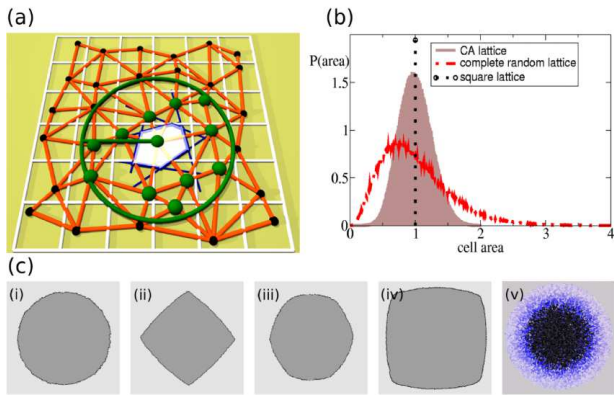 (a)
(b)
P(area)
CA lattice
complete random lattice
square lattice
1.5
1
0.5
0
0
1
2
3
4
cell area
(c)
(i)
(ii)
(iii)
(iv)
(v)